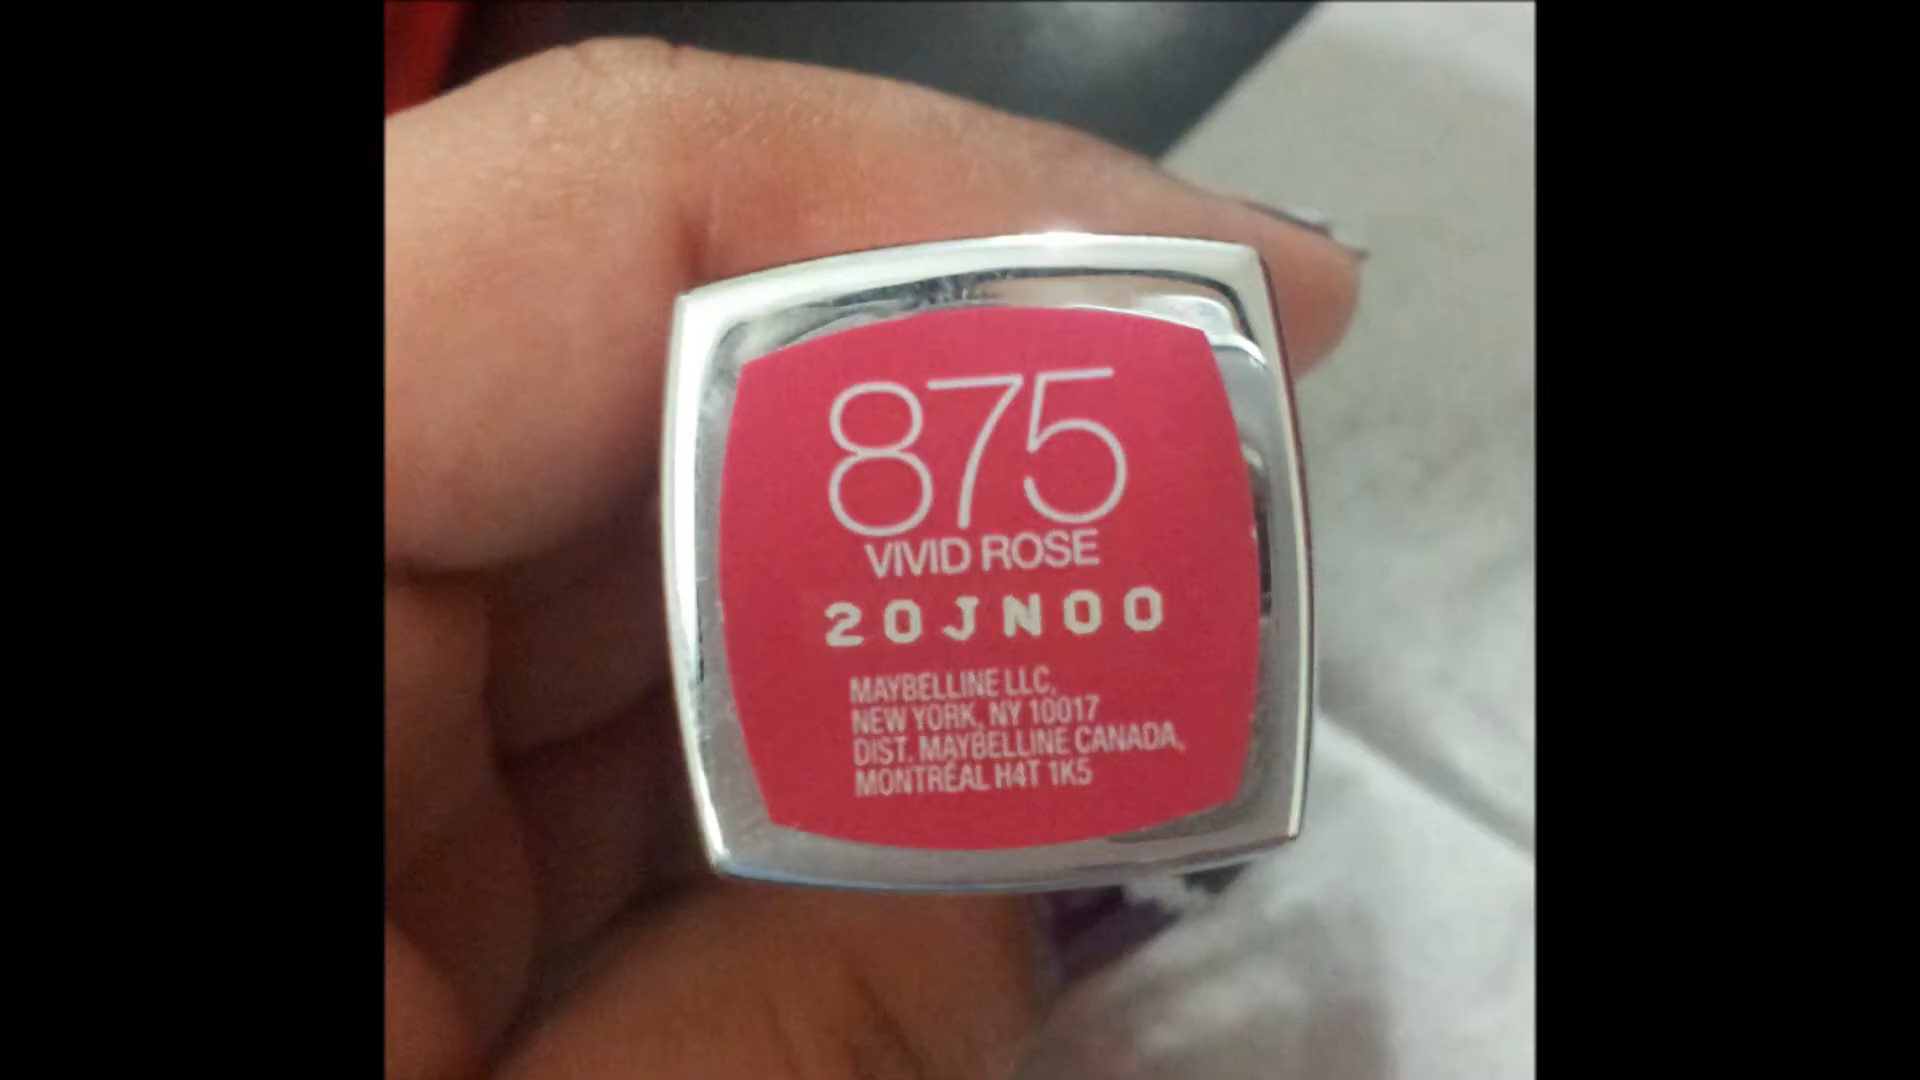 875
VIVID ROSE
20JN00
MAYBELLINE LLC,
NEW YORK, NY 10017
DIST. MAYBELLINE CANADA,
MONTRÉAL H4T 1K5